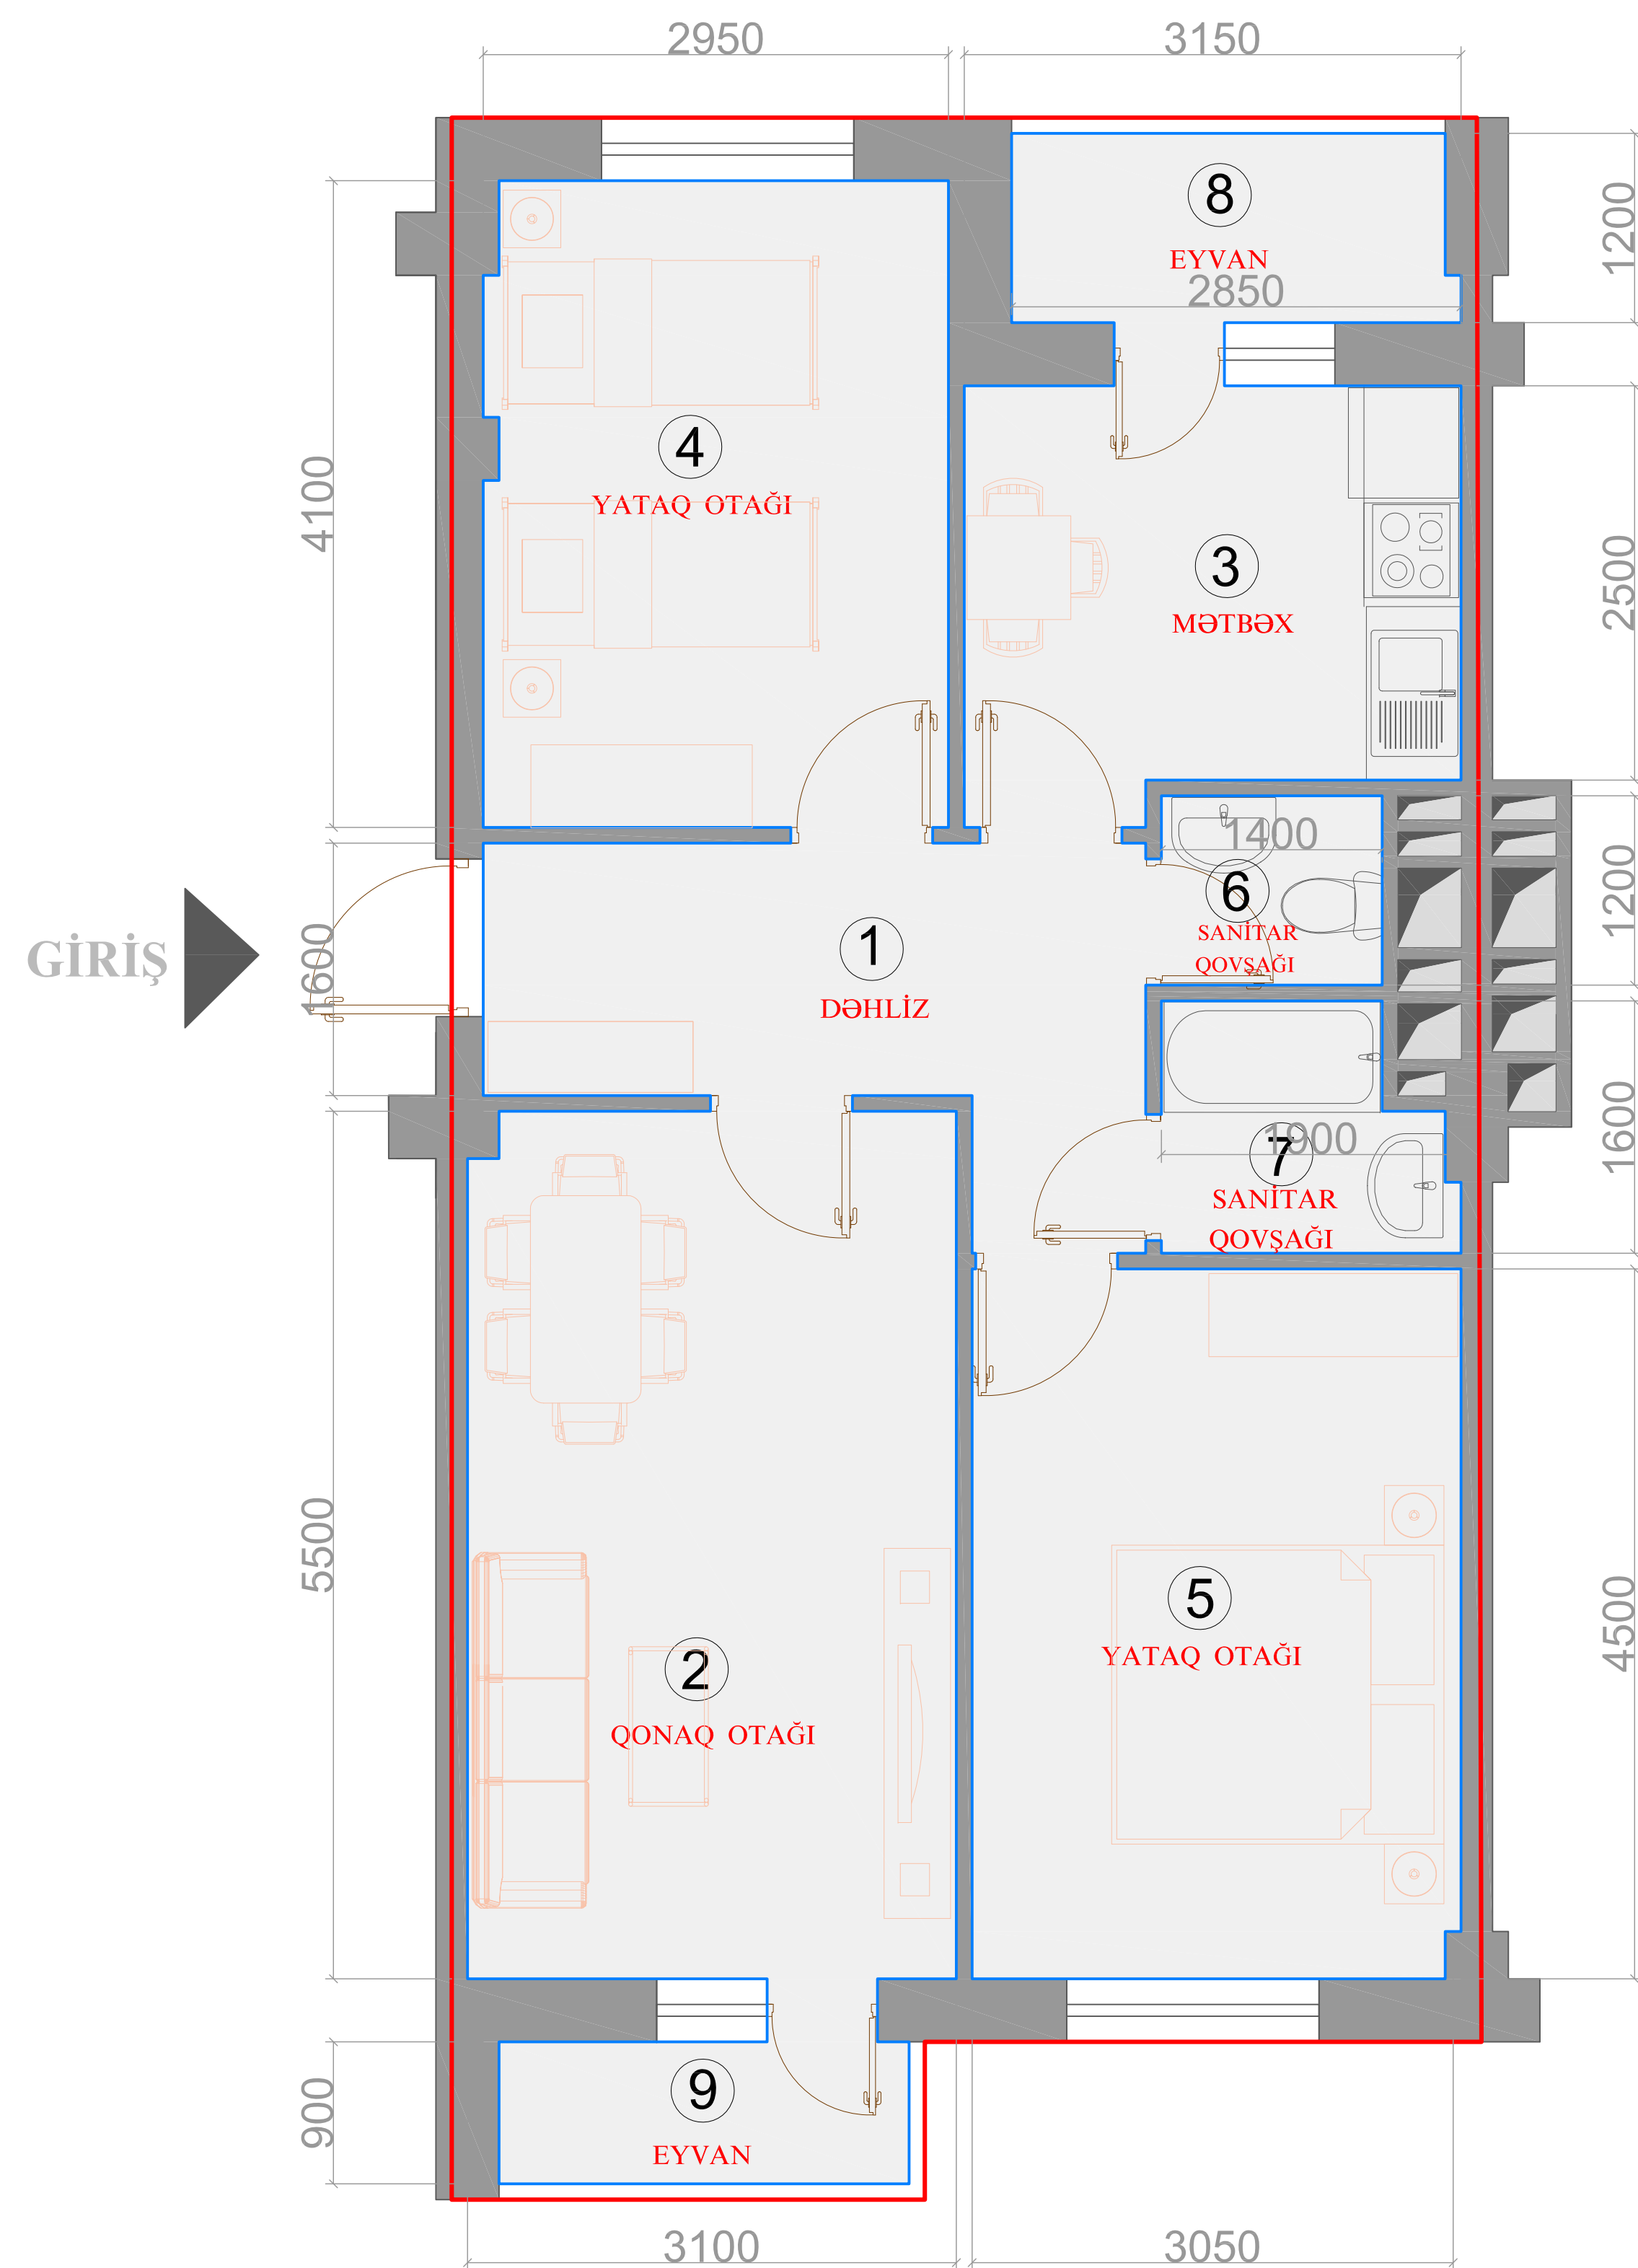 2950
3150
8
EYVAN
2850
1200
4
YATAQ OTAĞI
4100
3
MƏTBƏX
2500
1400
6
SANİTAR
QOVŞAĞI
1200
GİRİŞ
1600
1
DƏHLİZ
1900
7
SANİTAR
QOVŞAĞI
1600
5500
2
QONAQ OTAĞI
5
YATAQ OTAĞI
4500
9
EYVAN
900
3100
3050